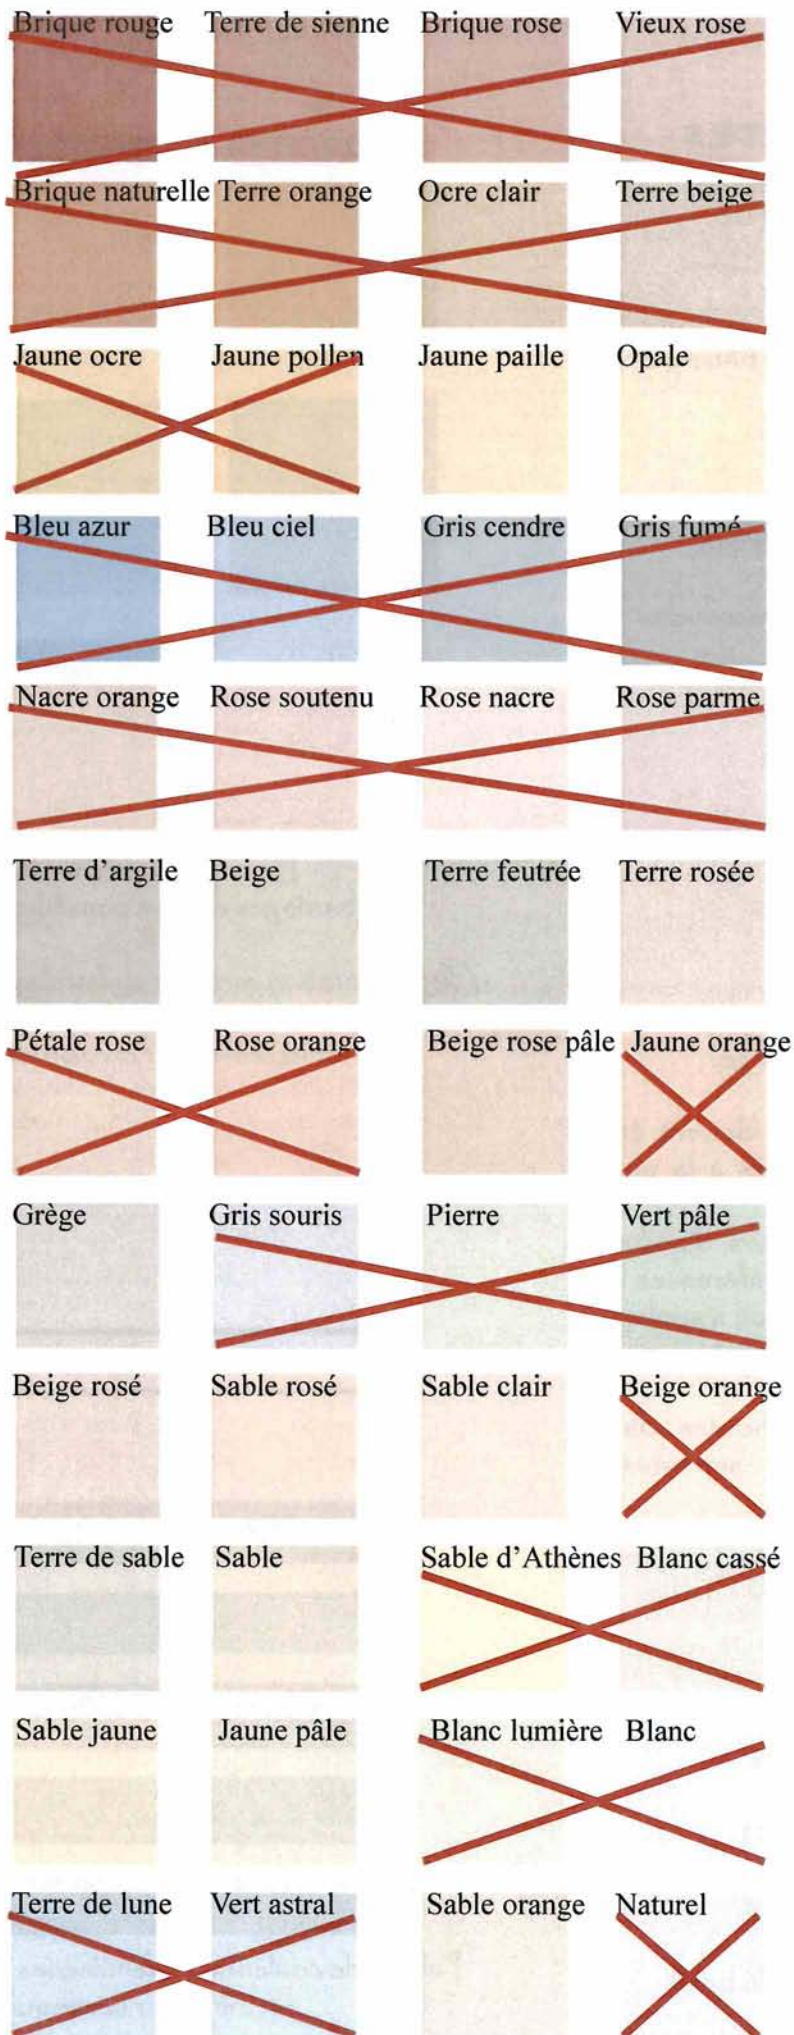 Brique rouge Terre de sienne Brique rose Vieux rose
Brique naturelle Terre orange Ocre clair Terre beige
Jaune ocre Jaune pollen Jaune paille Opale
Bleu azur Bleu ciel Gris cendre Gris fumé
Nacre orange Rose soutenu Rose nacre Rose parme
Terre d'argile Beige Terre feutrée Terre rosée
Pétale rose Rose orange Beige rose pâle Jaune orange
Grège Gris souris Pierre Vert pâle
Beige rosé Sable rosé Sable clair Beige orange
Terre de sable Sable Sable d'Athènes Blanc cassé
Sable jaune Jaune pâle Blanc lumière Blanc
Terre de lune Vert astral Sable orange Naturel